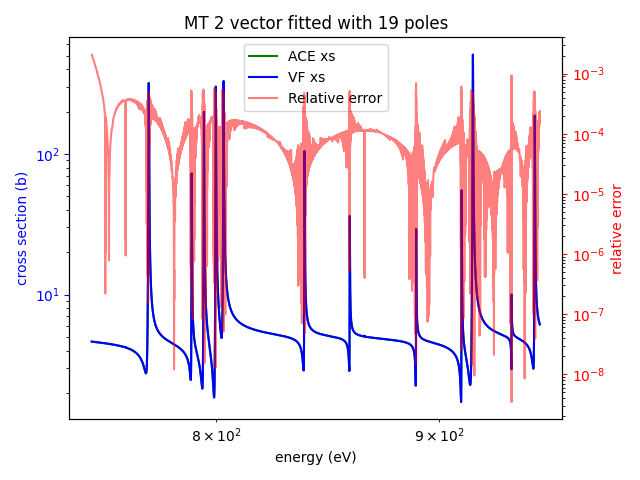 MT 2 vector fitted with 19 poles
ACE xs
VF xs
Relative error
cross section (b)
10²
10¹
relative error
10⁻³
10⁻⁴
10⁻⁵
10⁻⁶
10⁻⁷
10⁻⁸
8 × 10²
9 × 10²
energy (eV)